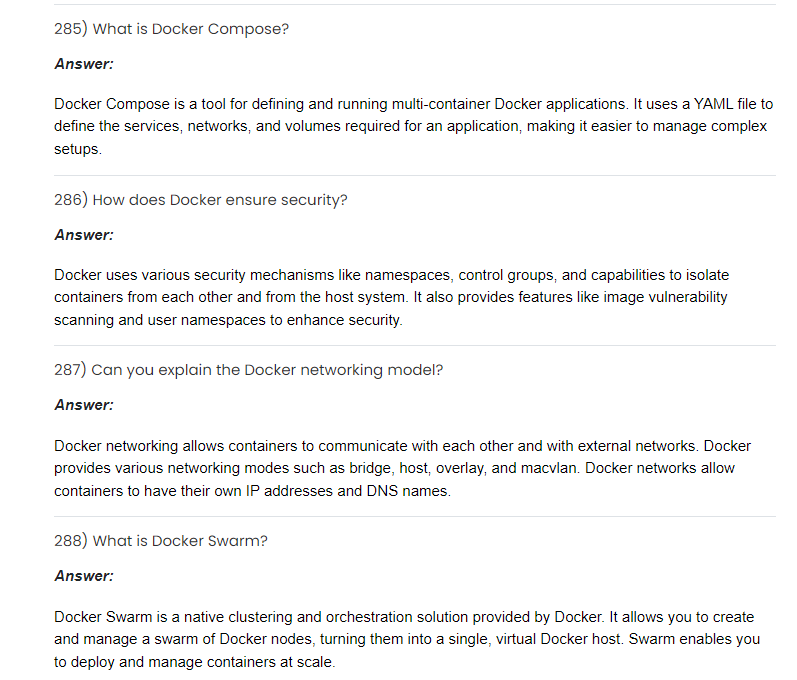 285) What is Docker Compose?
Answer:
Docker Compose is a tool for defining and running multi-container Docker applications. It uses a YAML file to
define the services, networks, and volumes required for an application, making it easier to manage complex
setups.
286) How does Docker ensure security?
Answer:
Docker uses various security mechanisms like namespaces, control groups, and capabilities to isolate
containers from each other and from the host system. It also provides features like image vulnerability
scanning and user namespaces to enhance security.
287) Can you explain the Docker networking model?
Answer:
Docker networking allows containers to communicate with each other and with external networks. Docker
provides various networking modes such as bridge, host, overlay, and macvlan. Docker networks allow
containers to have their own IP addresses and DNS names.
288) What is Docker Swarm?
Answer:
Docker Swarm is a native clustering and orchestration solution provided by Docker. It allows you to create
and manage a swarm of Docker nodes, turning them into a single, virtual Docker host. Swarm enables you
to deploy and manage containers at scale.